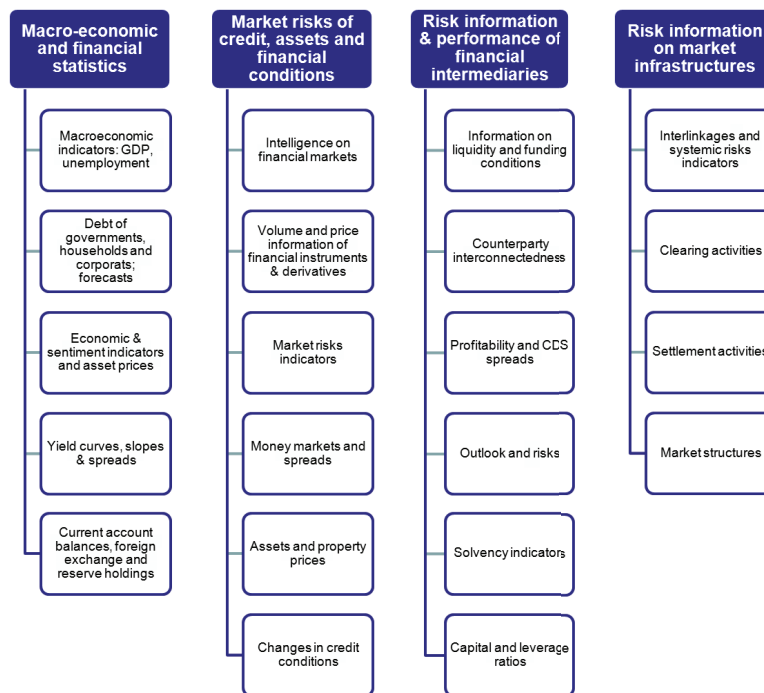 Macro-economic
and financial
statistics
Macroeconomic
indicators: GDP,
unemployment
Debt of
governments,
households and
corporats;
forecasts
Economic &
sentiment indicators
and asset prices
Yield curves, slopes
& spreads
Current account
balances, foreign
exchange and
reserve holdings
Market risks of
credit, assets and
financial
conditions
Intelligence on
financial markets
Volume and price
information of
financial instruments
& derivatives
Market risks
indicators
Money markets and
spreads
Assets and property
prices
Changes in credit
conditions
Risk information
& performance of
financial
intermediaries
Information on
liquidity and funding
conditions
Counterparty
interconnectedness
Profitability and CDS
spreads
Outlook and risks
Solvency indicators
Capital and leverage
ratios
Risk information
on market
infrastructures
Interlinkages and
systemic risks
indicators
Clearing activities
Settlement activities
Market structures